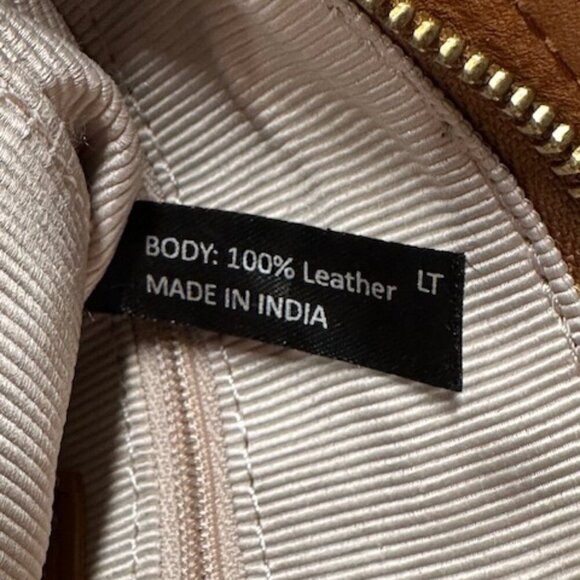 BODY: 100% Leather LT
MADE IN INDIA